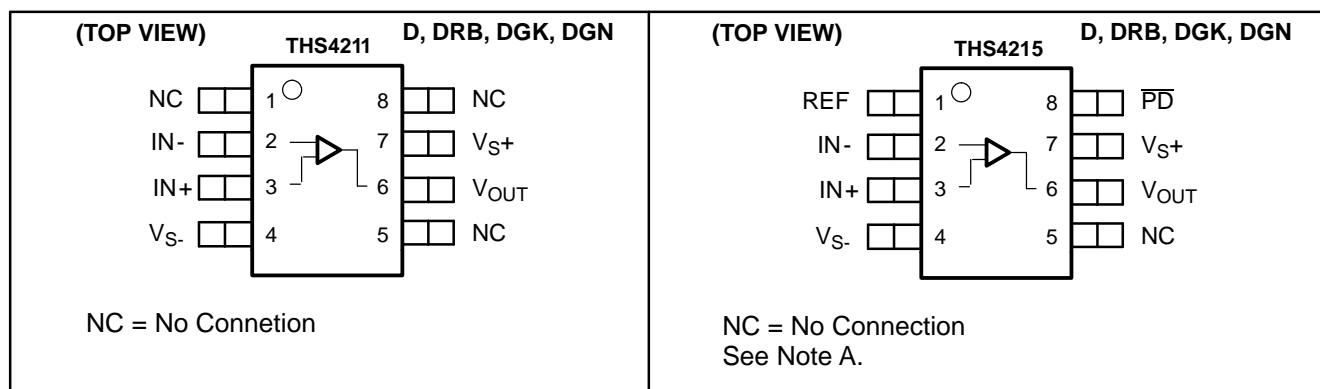 (TOP VIEW) D, DRB, DGK, DGN
THS4211
NC 1 8 NC
IN- 2 7 VS+
IN+ 3 6 VOUT
VS- 4 5 NC
NC = No Connetion
(TOP VIEW) D, DRB, DGK, DGN
THS4215
REF 1 8 P̅D̅
IN- 2 7 VS+
IN+ 3 6 VOUT
VS- 4 5 NC
NC = No Connection
See Note A.